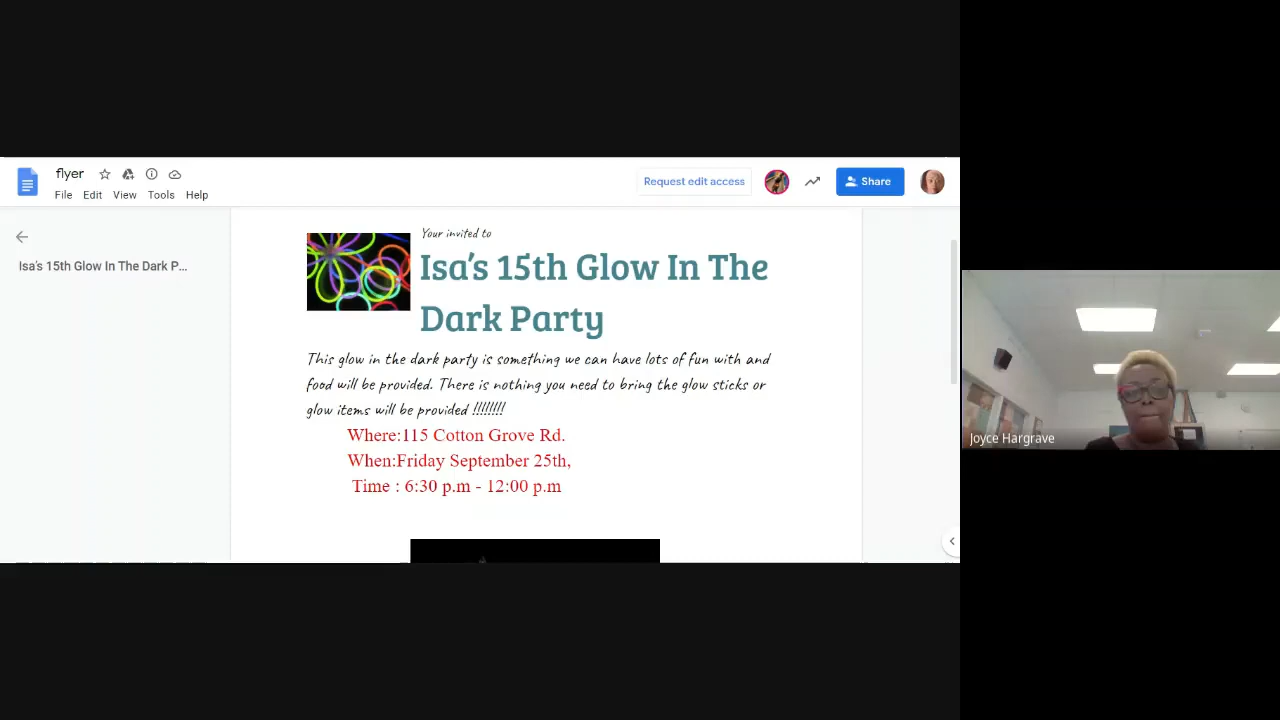 flyer
File Edit View Tools Help
Request edit access
Share
Isa's 15th Glow In The Dark P...
Your invited to
Isa's 15th Glow In The
Dark Party
This glow in the dark party is something we can have lots of fun with and
food will be provided. There is nothing you need to bring the glow sticks or
glow items will be provided !!!!!!!!
Where:115 Cotton Grove Rd.
When:Friday September 25th,
Time : 6:30 p.m - 12:00 p.m
Joyce Hargrave